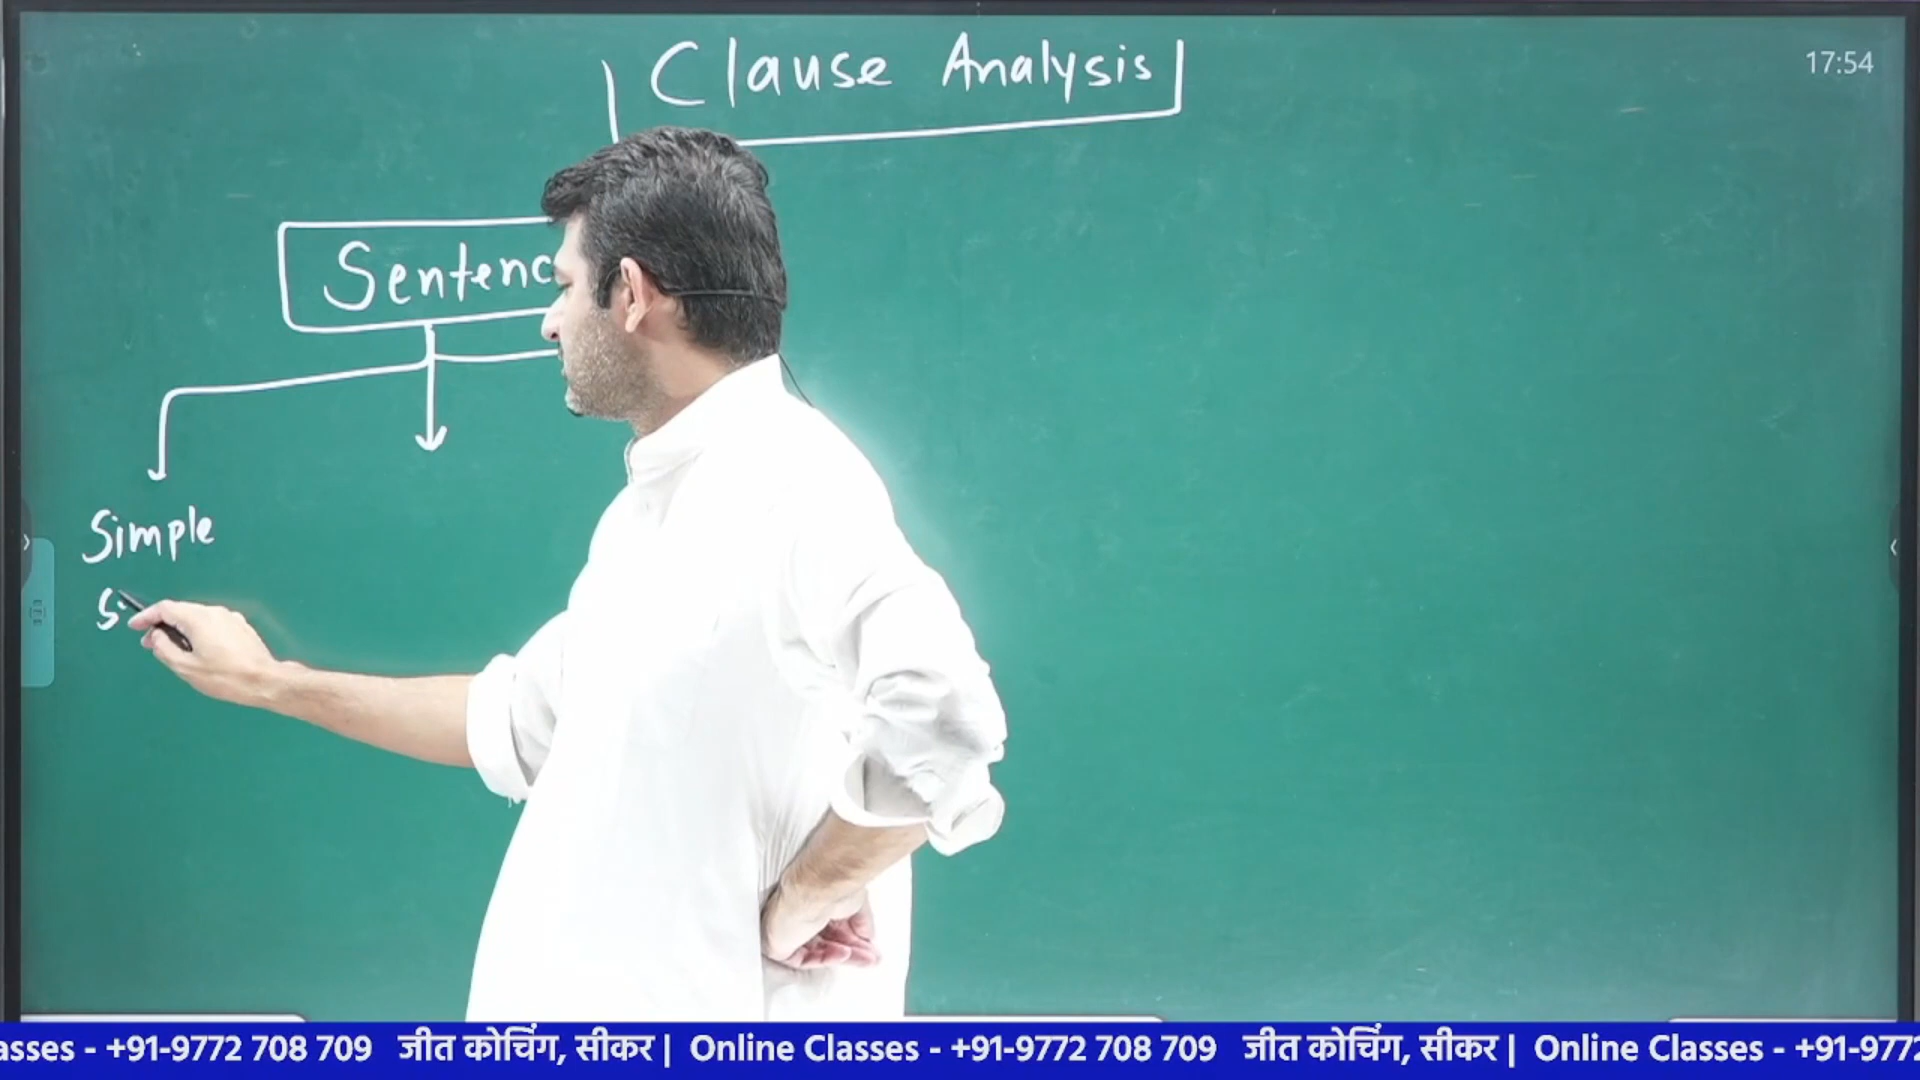 Clause Analysis
17:54
Sentenc
Simple
S
asses - +91-9772 708 709 जीत कोचिंग, सीकर | Online Classes - +91-9772 708 709 जीत कोचिंग, सीकर | Online Classes - +91-9772